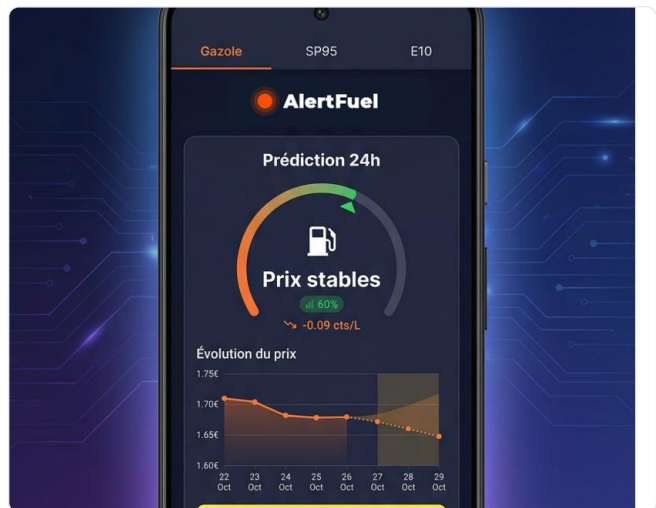 Gazole SP95 E10
AlertFuel
Prédiction 24h
Prix stables
60%
-0.09 cts/L
Évolution du prix
1.75€
1.70€
1.65€
1.60€
22 Oct
23 Oct
24 Oct
25 Oct
26 Oct
27 Oct
28 Oct
29 Oct